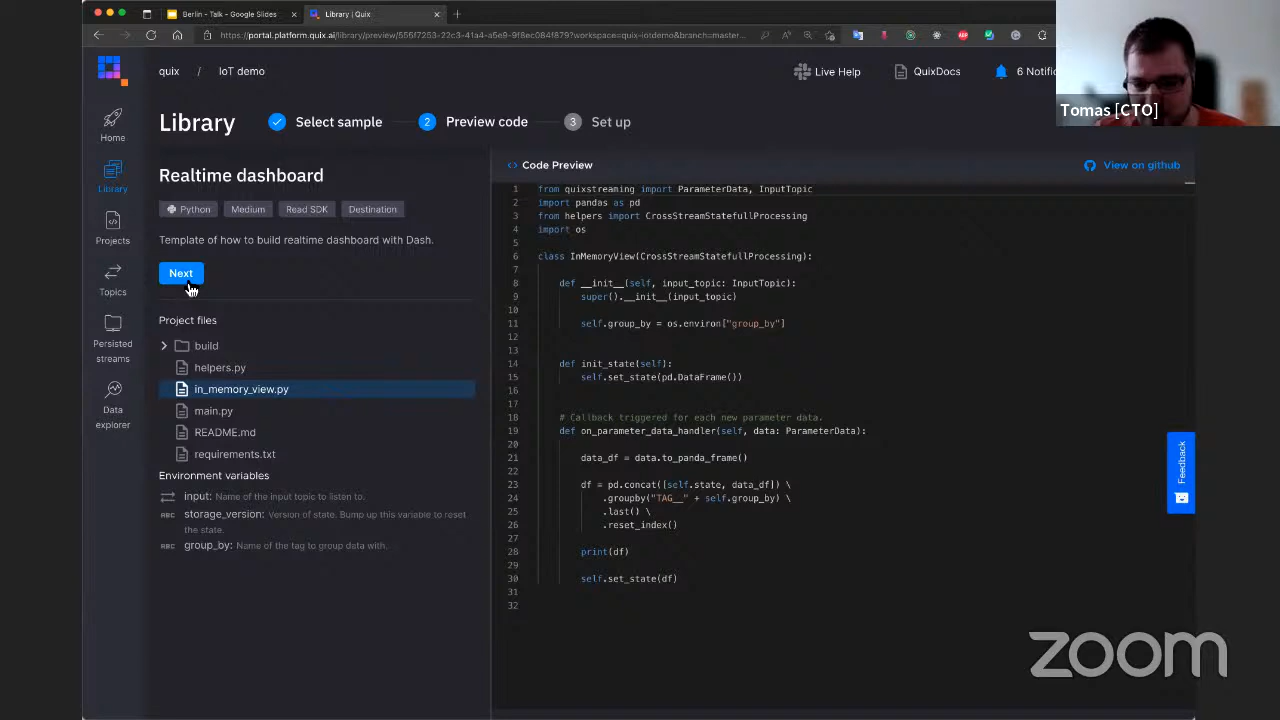 Berlin - Talk - Google Slides
Library | Quix
https://portal.platform.quix.ai/library/preview/555f7253-22c3-41a4-a5e9-9f8ec084f879?workspace=quix-iotdemo&branch=master...
quix / IoT demo
Live Help
QuixDocs
6 Notific
Tomas [CTO]
Home
Library
Projects
Topics
Persisted
streams
Data
explorer
Library
Select sample
2 Preview code
3 Set up
Realtime dashboard
Python
Medium
Read SDK
Destination
Template of how to build realtime dashboard with Dash.
Next
Project files
build
helpers.py
in_memory_view.py
main.py
README.md
requirements.txt
Environment variables
input: Name of the input topic to listen to.
ABC storage_version: Version of state. Bump up this variable to reset
the state.
ABC group_by: Name of the tag to group data with.
<> Code Preview
View on github
1 from quixstreaming import ParameterData, InputTopic
2 import pandas as pd
3 from helpers import CrossStreamStatefullProcessing
4 import os
5
6 class InMemoryView(CrossStreamStatefullProcessing):
7
8 def __init__(self, input_topic: InputTopic):
9 super().__init__(input_topic)
10
11 self.group_by = os.environ["group_by"]
12
13
14 def init_state(self):
15 self.set_state(pd.DataFrame())
16
17
18 # Callback triggered for each new parameter data.
19 def on_parameter_data_handler(self, data: ParameterData):
20
21 data_df = data.to_panda_frame()
22
23 df = pd.concat([self.state, data_df]) \
24 .groupby("TAG__" + self.group_by) \
25 .last() \
26 .reset_index()
27
28 print(df)
29
30 self.set_state(df)
31
32
Feedback
zoom